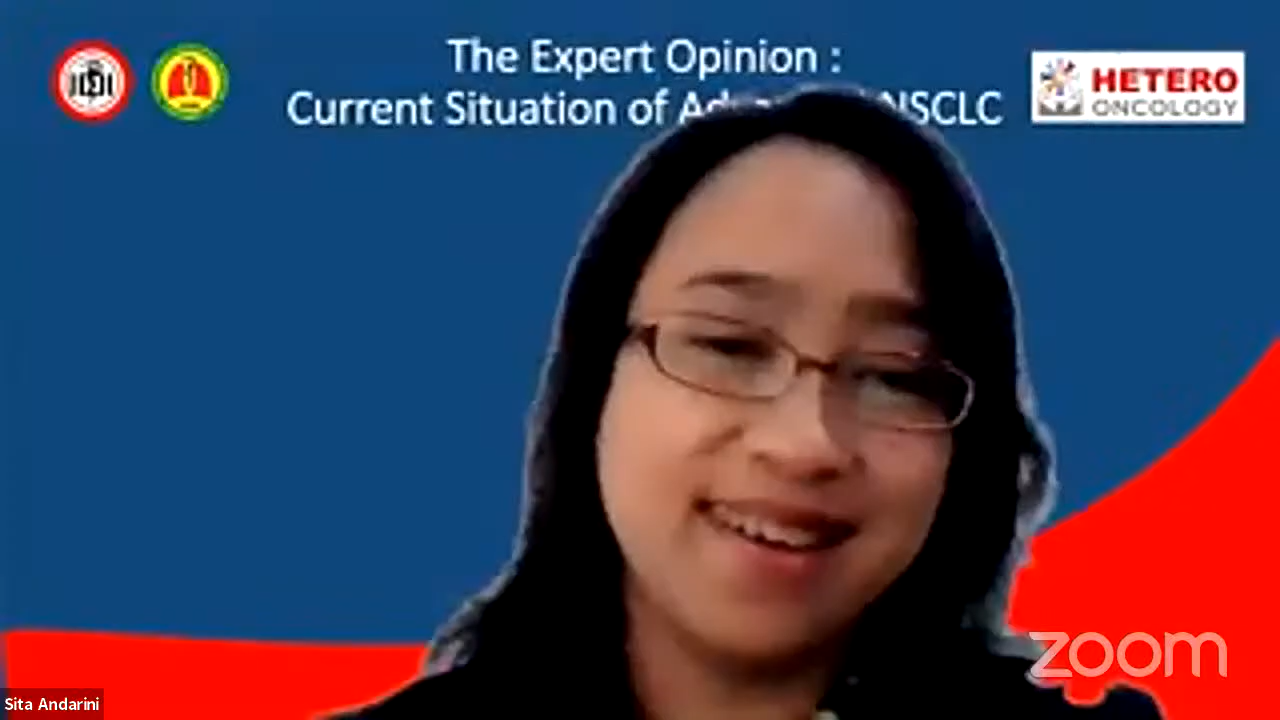 The Expert Opinion :
Current Situation of NSCLC
HETERO
ONCOLOGY
zoom
Sita Andarini